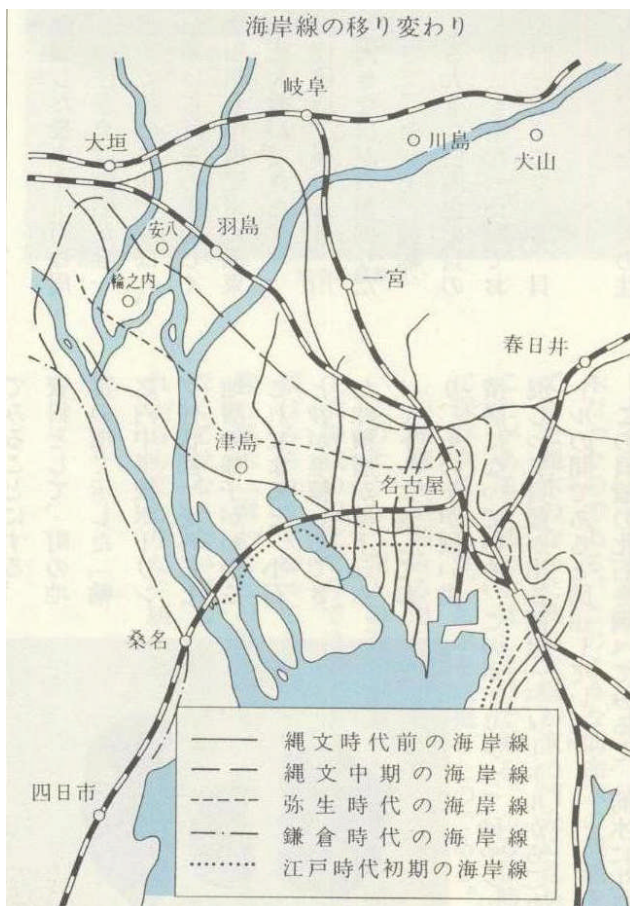 海岸線の移り変わり
岐阜
大垣
川島
犬山
安八
羽島
輪之内
一宮
春日井
津島
名古屋
桑名
四日市
縄文時代前の海岸線
縄文中期の海岸線
弥生時代の海岸線
鎌倉時代の海岸線
江戸時代初期の海岸線